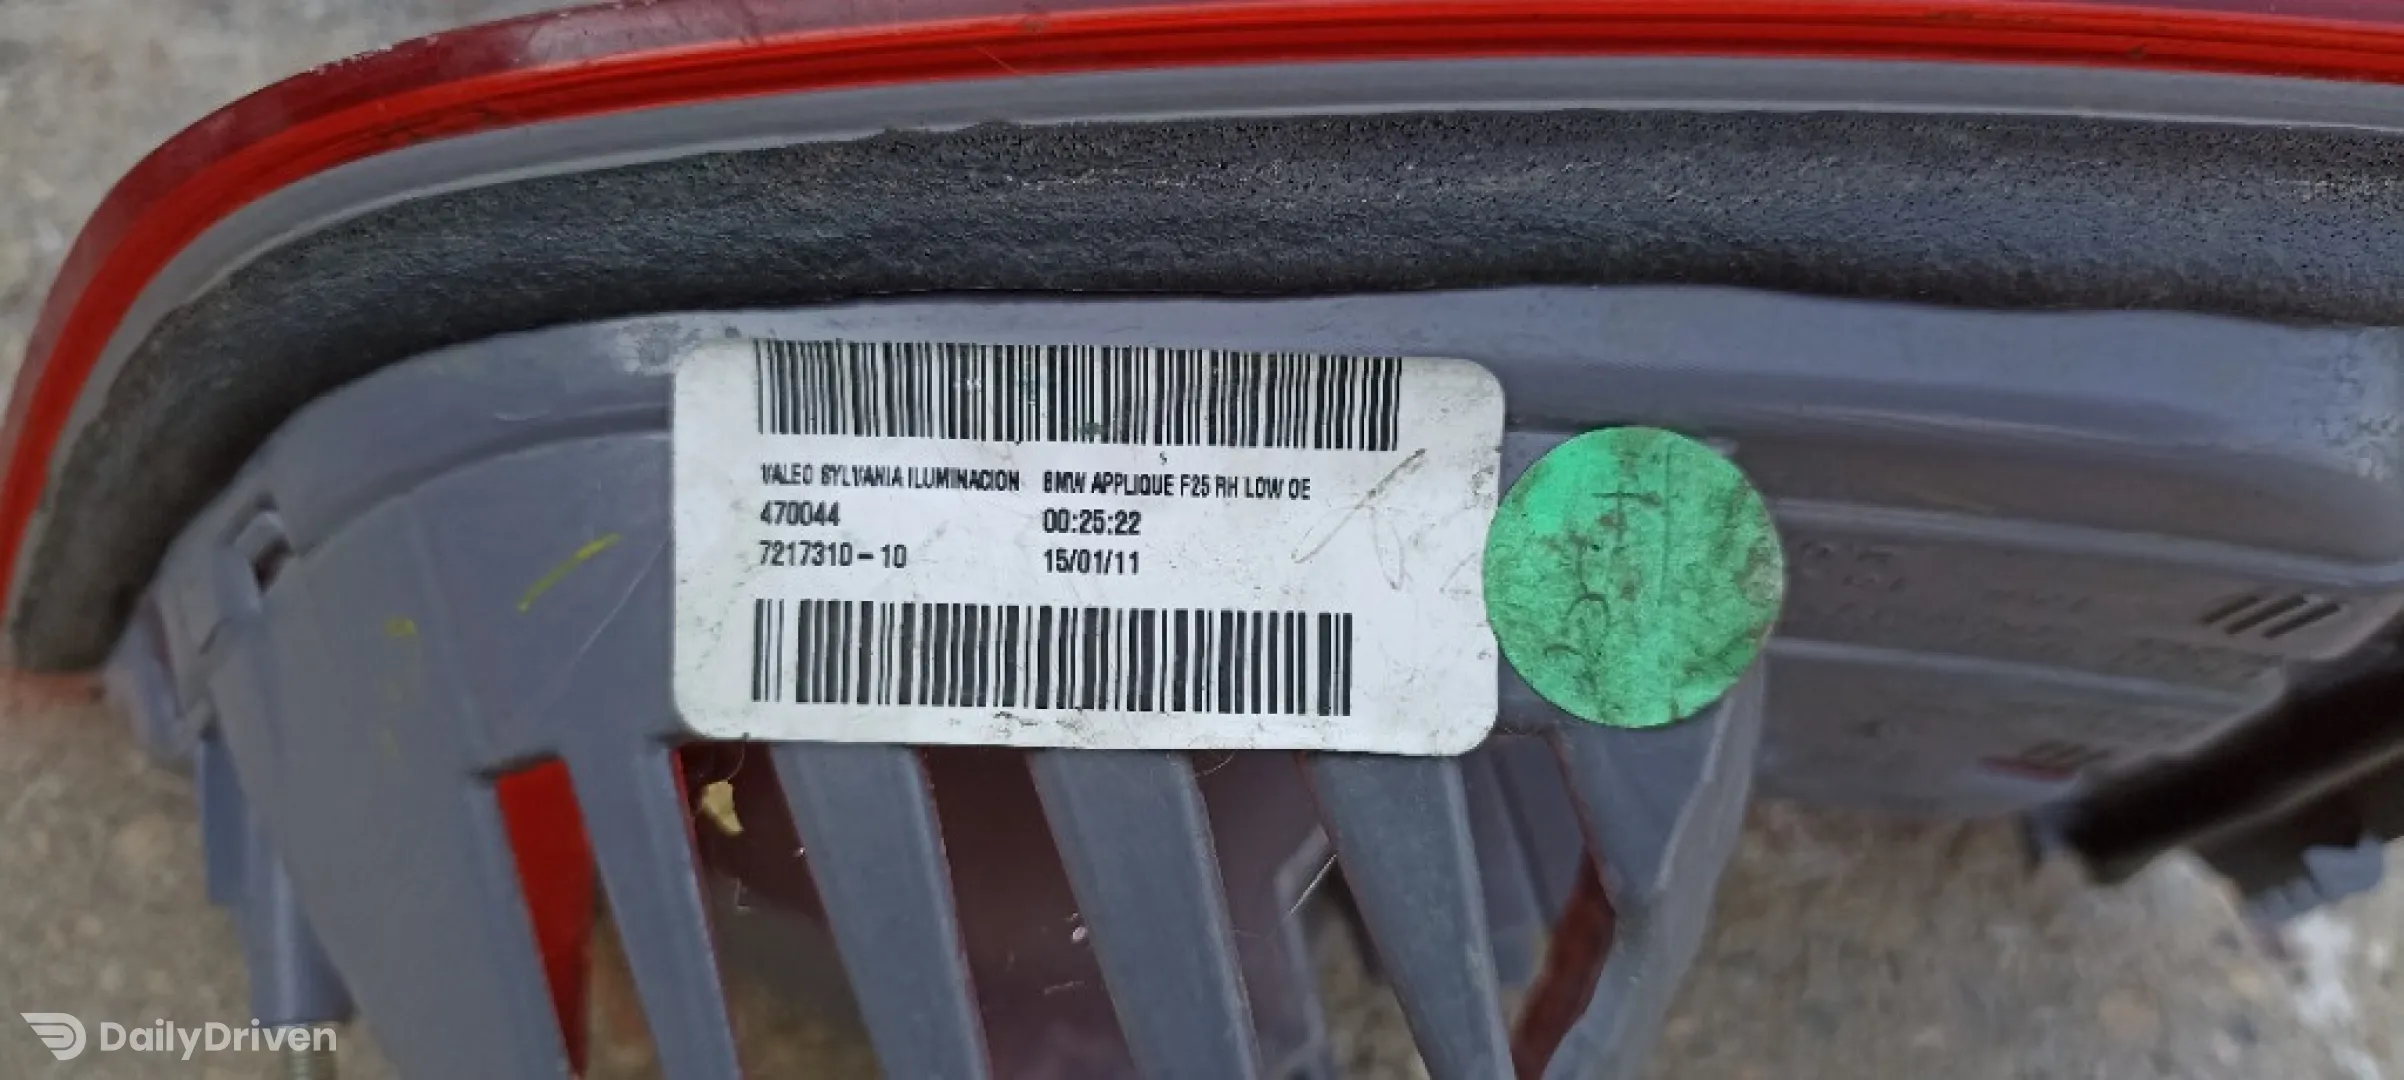 VALEO SYLVANIA ILUMINACION BMW APPLIQUE F25 RH LOW OE
470044 00:25:22
7217310-10 15/01/11
DailyDriven